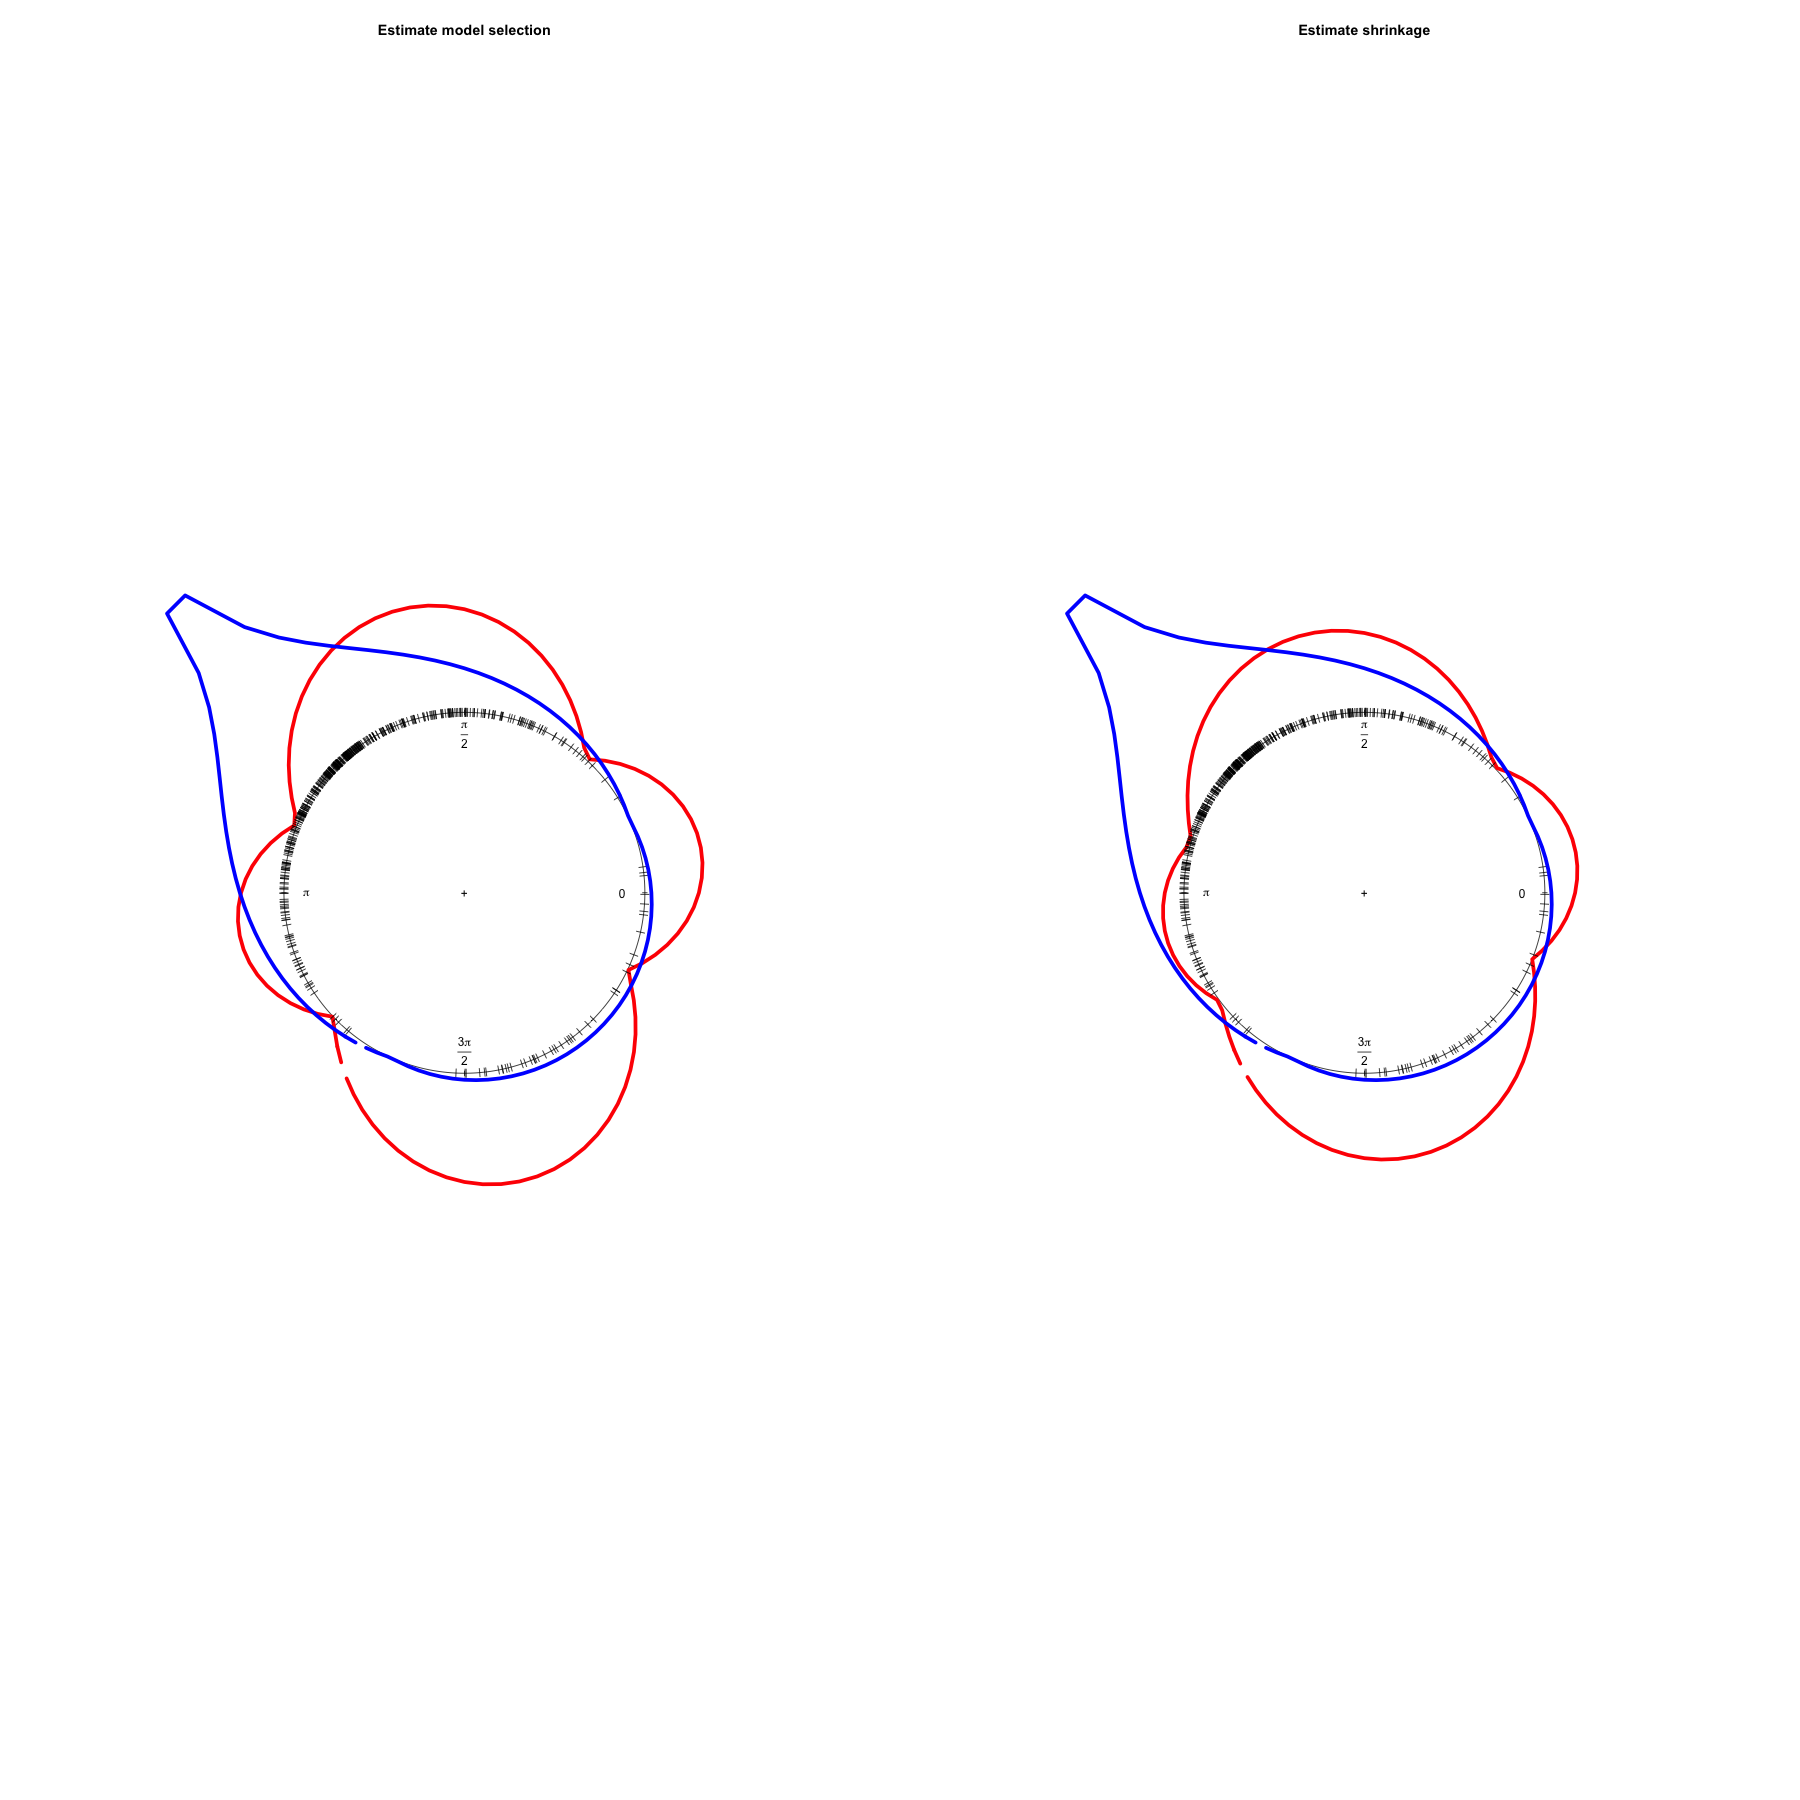 Estimate model selection
Estimate shrinkage
π
2
π
+
0
3π
2
π
2
π
+
0
3π
2